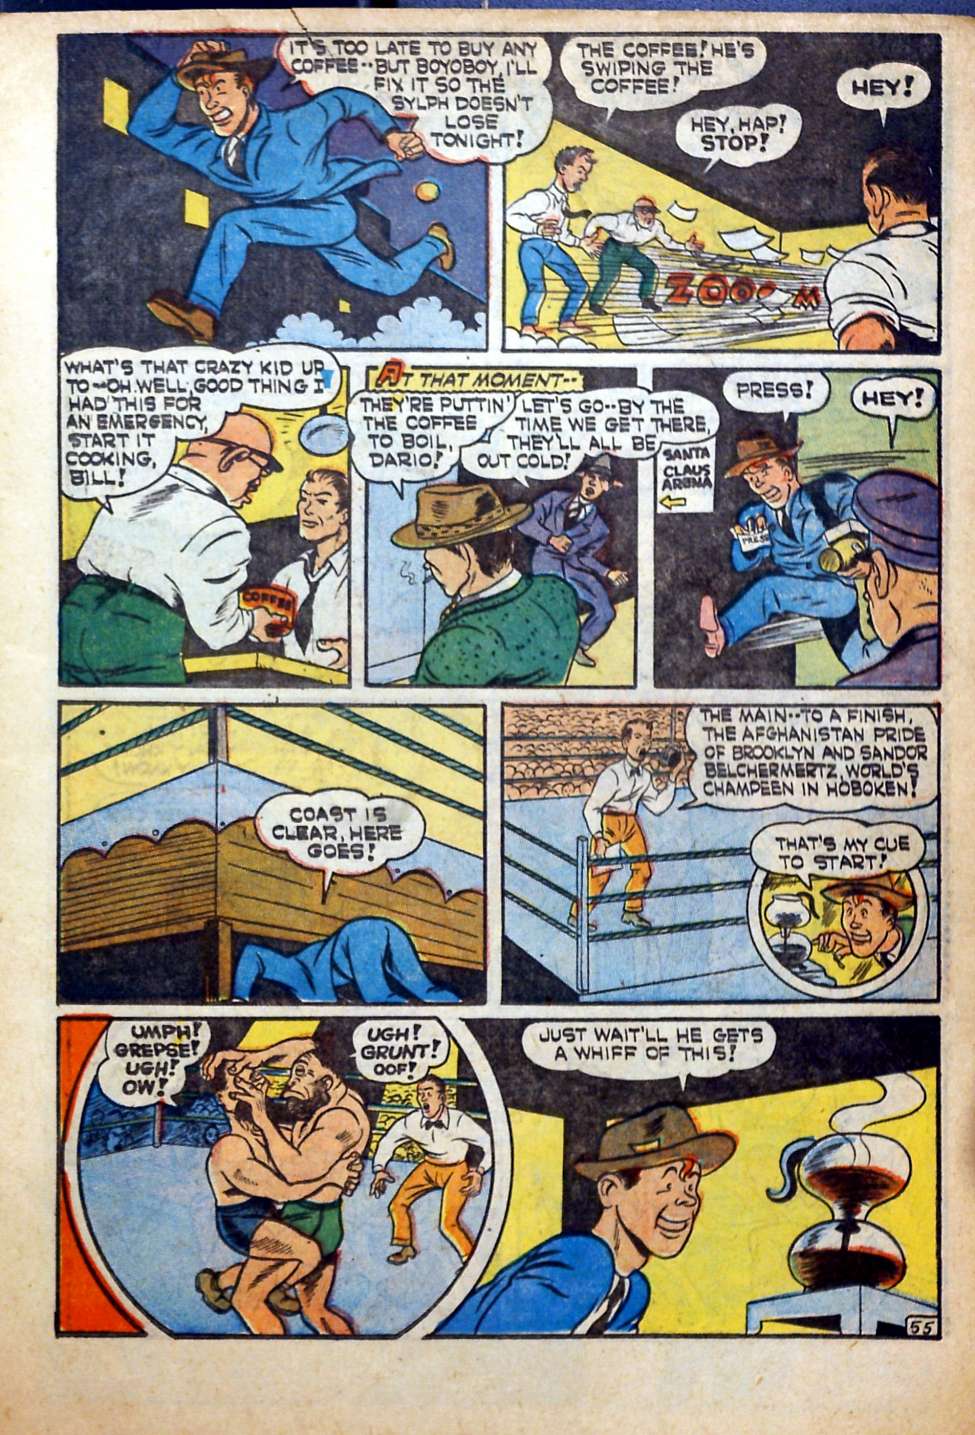 IT'S TOO LATE TO BUY ANY
COFFEE--BUT BOYOBOY, I'LL
FIX IT SO THE
SYLPH DOESN'T
LOSE
TONIGHT!
THE COFFEE! HE'S
SWIPING THE
COFFEE!
HEY, HAP!
STOP!
HEY!
ZOOOM
WHAT'S THAT CRAZY KID UP
TO--OH WELL, GOOD THING I
HAD THIS FOR
AN EMERGENCY,
START IT
COOKING,
BILL!
COFFEE
AT THAT MOMENT--
THEY'RE PUTTIN'
THE COFFEE
TO BOIL,
DARIO!
LET'S GO--BY THE
TIME WE GET THERE,
THEY'LL ALL BE
OUT COLD!
SANTA
CLAUS
ARENA
PRESS!
HEY!
PRESS
COAST IS
CLEAR, HERE
GOES!
THE MAIN--TO A FINISH,
THE AFGHANISTAN PRIDE
OF BROOKLYN AND SANDOR
BELCHERMERTZ, WORLD'S
CHAMPEEN IN HOBOKEN!
THAT'S MY CUE
TO START!
UMPH!
GREPSE!
UGH!
OW!
UGH!
GRUNT!
OOF!
JUST WAIT'LL HE GETS
A WHIFF OF THIS!
55